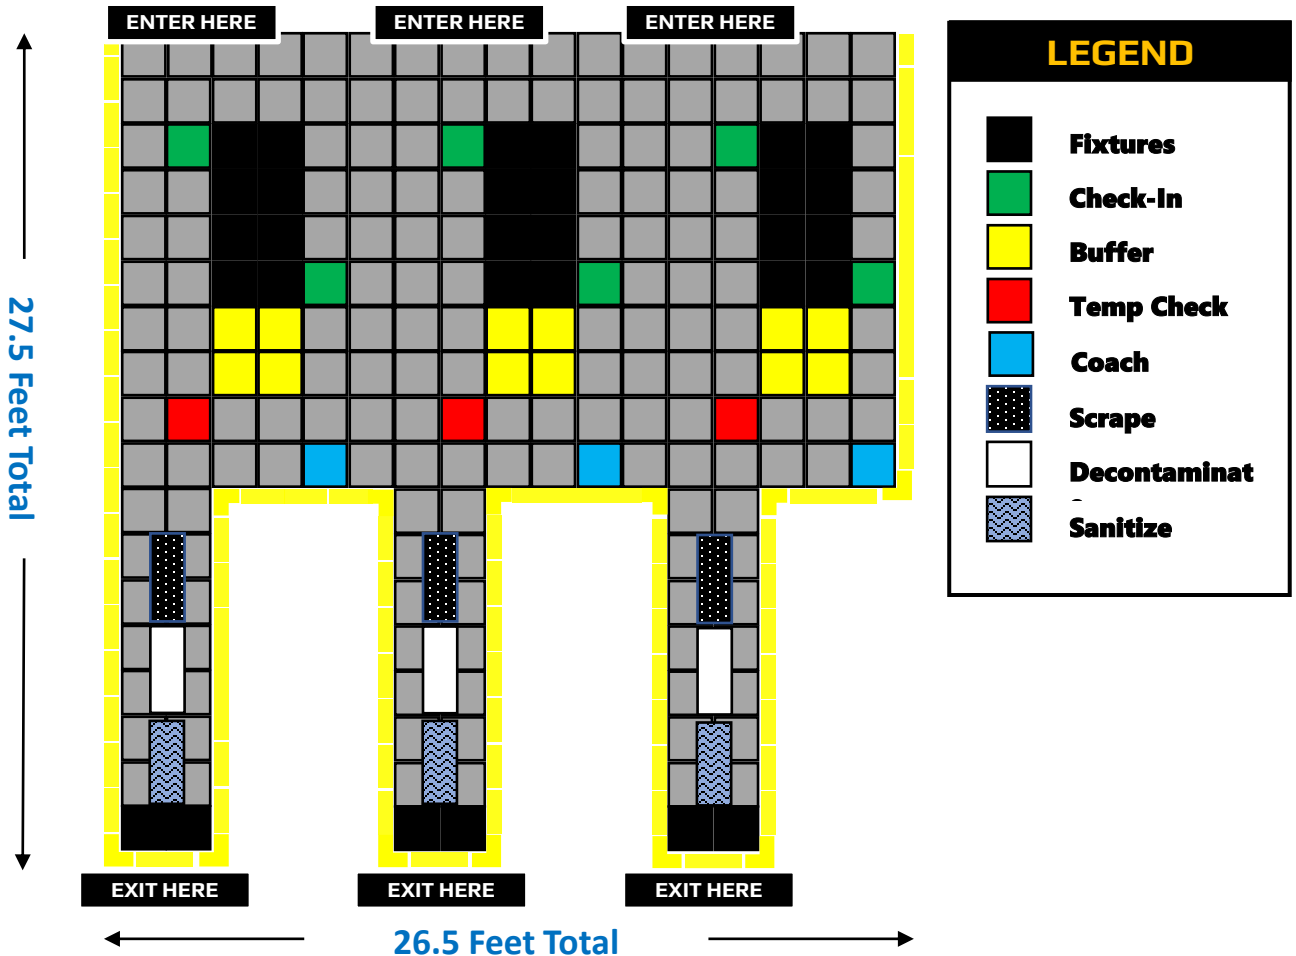 ENTER HERE
ENTER HERE
ENTER HERE
LEGEND
Fixtures
Check-In
Buffer
Temp Check
Coach
Scrape
Decontaminat
Sanitize
27.5 Feet Total
EXIT HERE
EXIT HERE
EXIT HERE
26.5 Feet Total